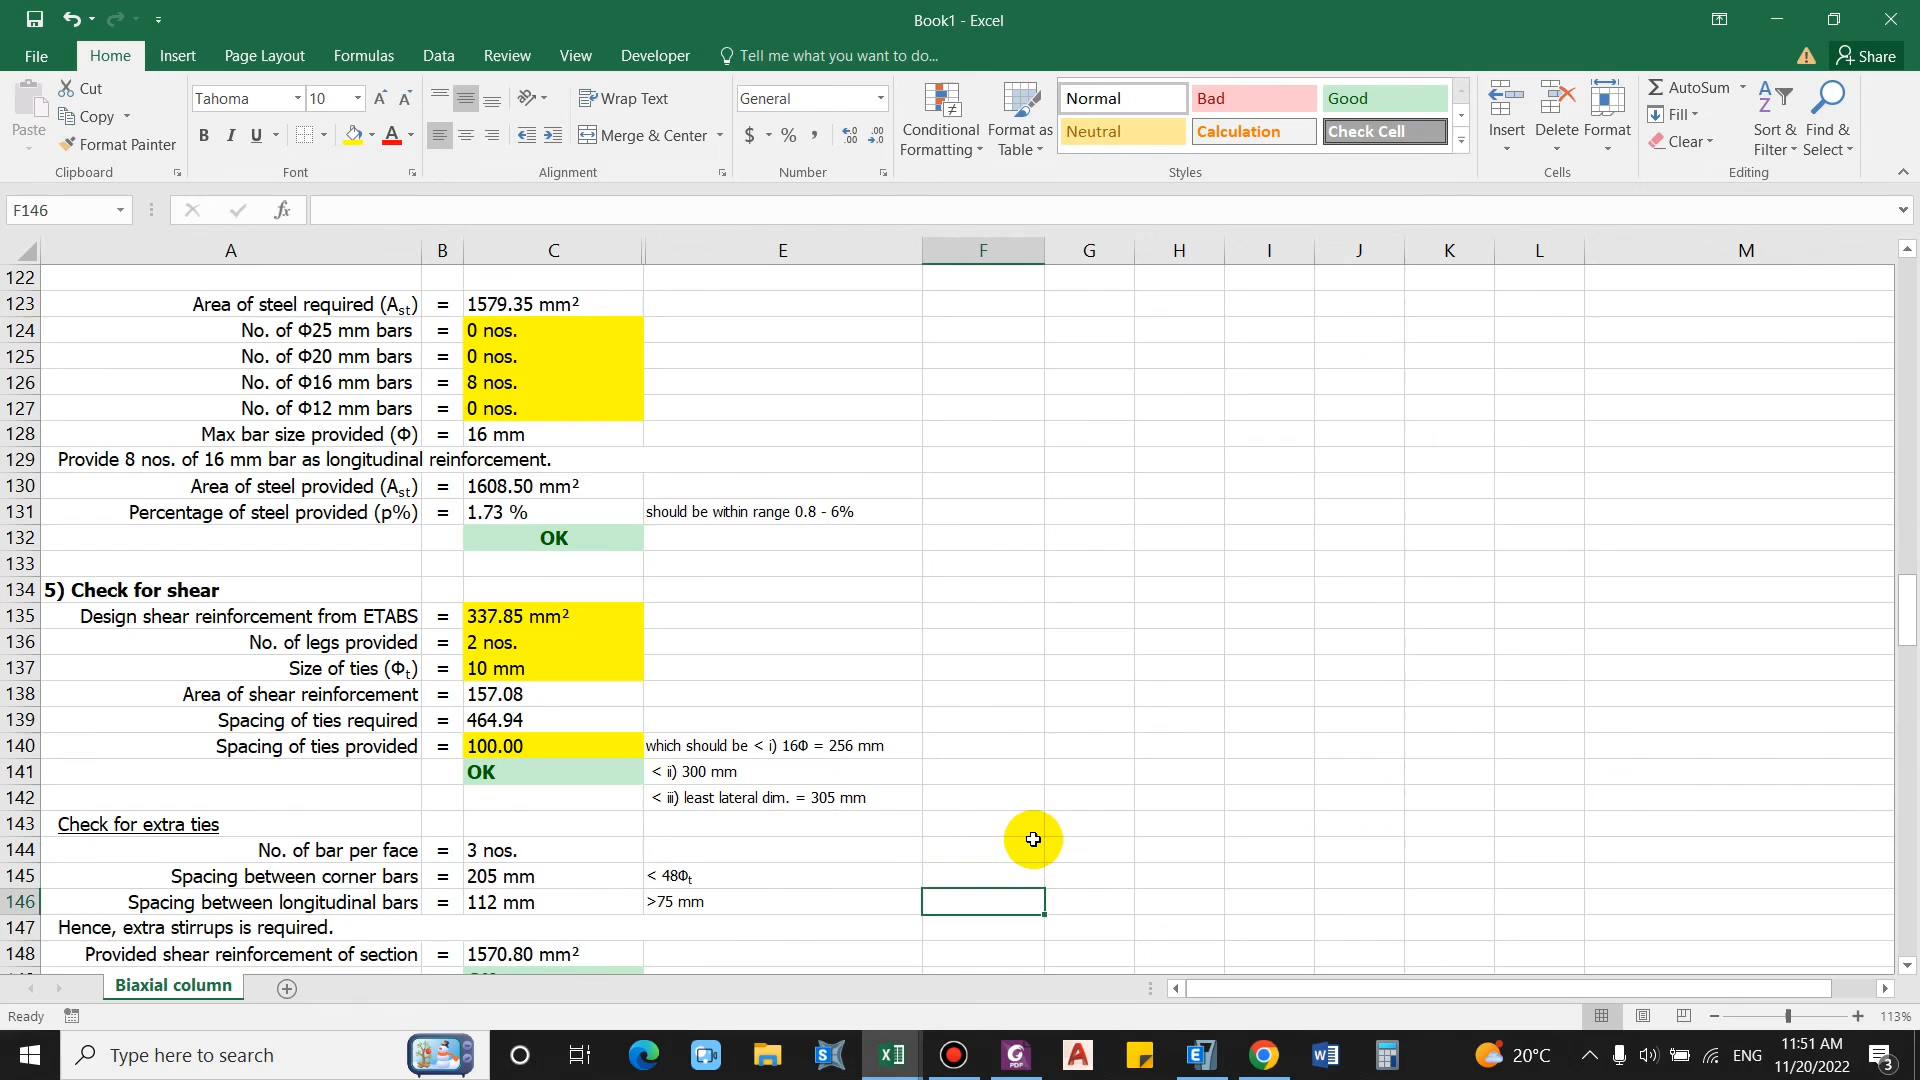 Book1 - Excel
File Home Insert Page Layout Formulas Data Review View Developer Tell me what you want to do... Share
Paste Cut Copy Format Painter Clipboard
Tahoma 10 A A B I U A Font
Wrap Text Merge & Center Alignment
General $ % , Number
Conditional Formatting Format as Table
Normal Bad Good
Neutral Calculation Check Cell
Styles
Insert Delete Format Cells
AutoSum Fill Clear Sort & Filter Find & Select Editing
F146 fx
A B C E F G H I J K L M
122
123 Area of steel required (Ast) = 1579.35 mm²
124 No. of Φ25 mm bars = 0 nos.
125 No. of Φ20 mm bars = 0 nos.
126 No. of Φ16 mm bars = 8 nos.
127 No. of Φ12 mm bars = 0 nos.
128 Max bar size provided (Φ) = 16 mm
129 Provide 8 nos. of 16 mm bar as longitudinal reinforcement.
130 Area of steel provided (Ast) = 1608.50 mm²
131 Percentage of steel provided (p%) = 1.73 % should be within range 0.8 - 6%
132 OK
133
134 5) Check for shear
135 Design shear reinforcement from ETABS = 337.85 mm²
136 No. of legs provided = 2 nos.
137 Size of ties (Φt) = 10 mm
138 Area of shear reinforcement = 157.08
139 Spacing of ties required = 464.94
140 Spacing of ties provided = 100.00 which should be < i) 16Φ = 256 mm
141 OK < ii) 300 mm
142 < iii) least lateral dim. = 305 mm
143 Check for extra ties
144 No. of bar per face = 3 nos.
145 Spacing between corner bars = 205 mm < 48Φt
146 Spacing between longitudinal bars = 112 mm >75 mm
147 Hence, extra stirrups is required.
148 Provided shear reinforcement of section = 1570.80 mm²
Biaxial column
Ready 113%
Type here to search 20°C ENG 11:51 AM
11/20/2022 3